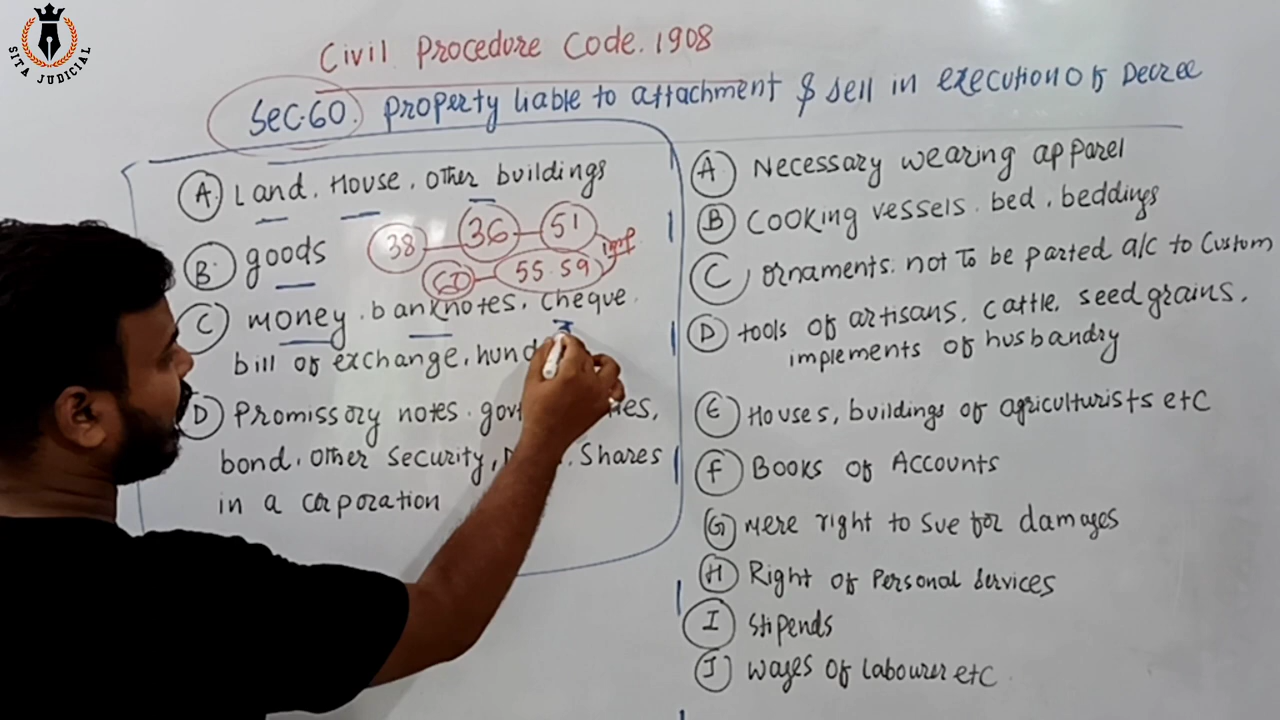 SITA JUDICIAL
Civil Procedure Code. 1908
Sec.60. Property liable to attachment & sell in execution of Decree
A. Land. House. Other buildings
B. goods
38 36 51
60 55.59 imp
C money. banknotes. Cheque.
bill of exchange. hund
D Promissory notes. govt
bond. Other Security, Shares
in a corporation
A. Necessary wearing apparel
B Cooking vessels. bed. beddings
C ornaments. not to be parted a/c to Custom
D tools of artisans. cattle. seedgrains.
implements of husbandry
E Houses, buildings of agriculturists etc
F Books of Accounts
G mere right to sue for damages
H Right of Personal Services
I Stipends
J wages of labourer etc